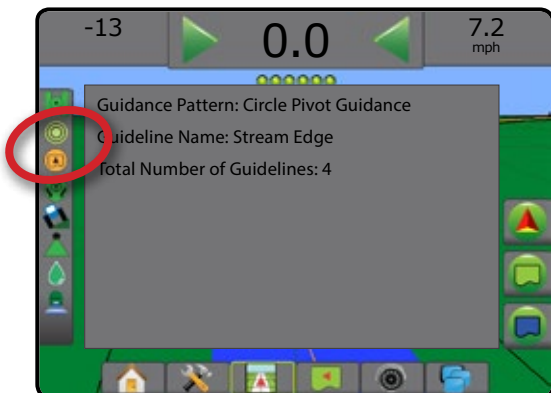 -13
0.0
7.2
mph
Guidance Pattern: Circle Pivot Guidance
Guideline Name: Stream Edge
Total Number of Guidelines: 4